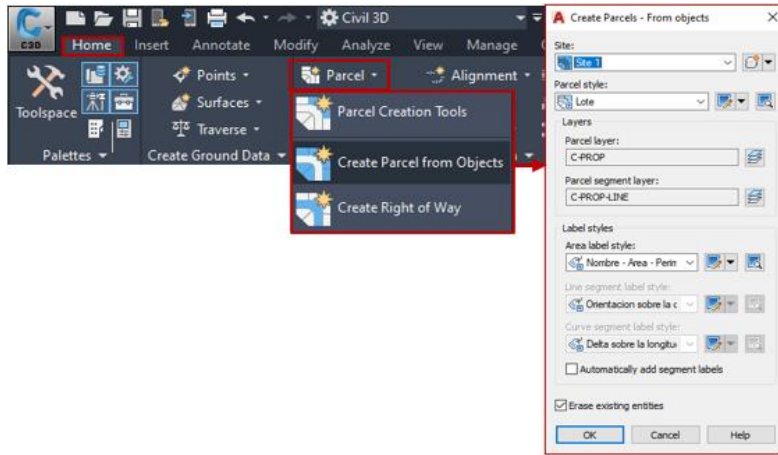 Civil 3D
C3D
Home Insert Annotate Modify Analyze View Manage
Toolspace
Points
Parcel
Alignment
Surfaces
Traverse
Palettes
Create Ground Data
Parcel Creation Tools
Create Parcel from Objects
Create Right of Way
A Create Parcels - From objects
Site:
Site 1
Parcel style:
Lote
Layers
Parcel layer:
C-PROP
Parcel segment layer:
C-PROP-LINE
Label styles
Area label style:
Nombre - Area - Perin
Line segment label style:
Orientacion sobre la c
Curve segment label style:
Delta sobre la longitu
Automatically add segment labels
Erase existing entities
OK Cancel Help